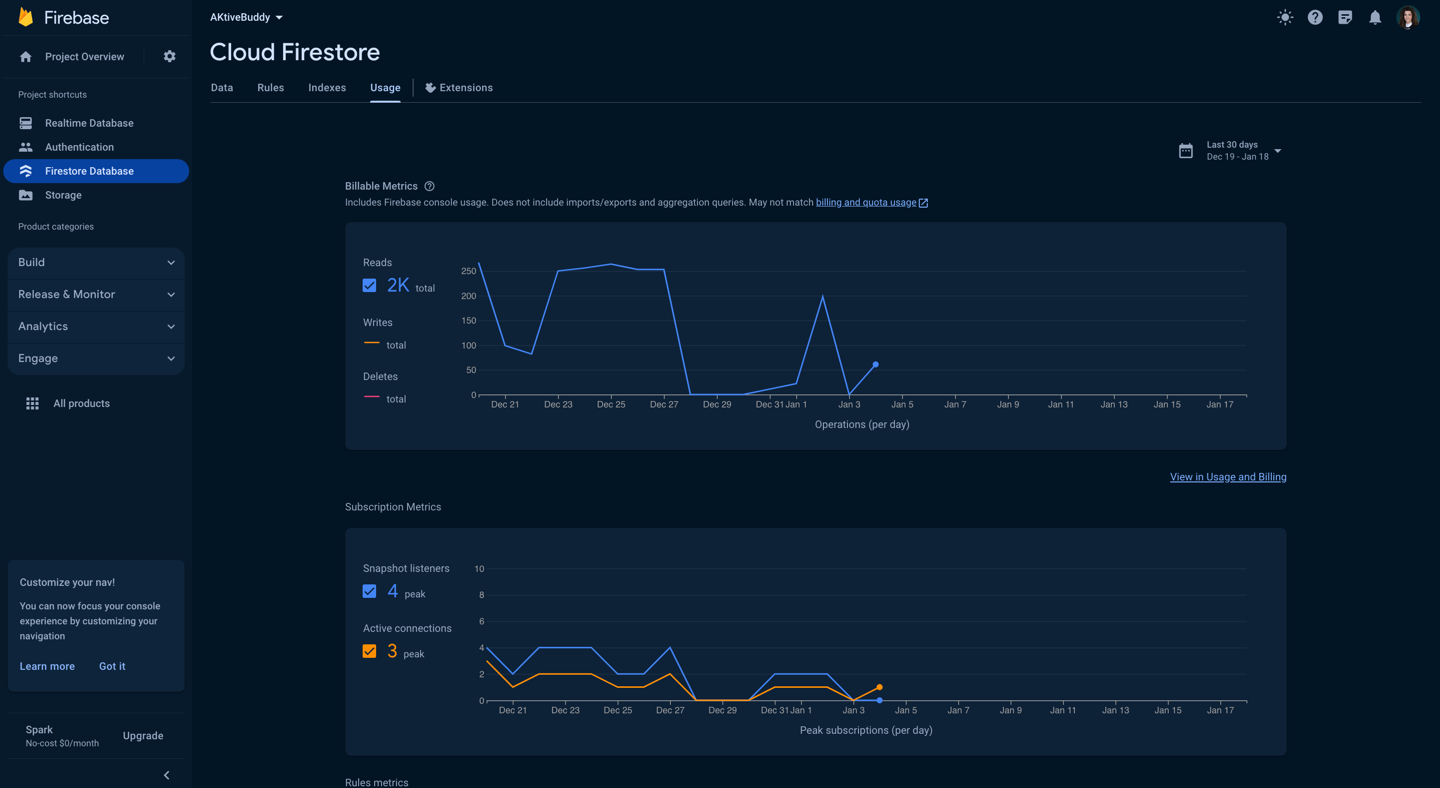 Firebase
AKtiveBuddy
Project Overview
Cloud Firestore
Data Rules Indexes Usage Extensions
Project shortcuts
Realtime Database
Authentication
Firestore Database
Storage
Product categories
Build
Release & Monitor
Analytics
Engage
All products
Customize your nav!
You can now focus your console
experience by customizing your
navigation
Learn more Got it
Spark
No-cost $0/month
Upgrade
Last 30 days
Dec 19 - Jan 18
Billable Metrics
Includes Firebase console usage. Does not include imports/exports and aggregation queries. May not match billing and quota usage
Reads
2K total
Writes
total
Deletes
total
250
200
150
100
50
0
Dec 21 Dec 23 Dec 25 Dec 27 Dec 29 Dec 31 Jan 1 Jan 3 Jan 5 Jan 7 Jan 9 Jan 11 Jan 13 Jan 15 Jan 17
Operations (per day)
View in Usage and Billing
Subscription Metrics
Snapshot listeners
4 peak
Active connections
3 peak
10
8
6
4
2
0
Dec 21 Dec 23 Dec 25 Dec 27 Dec 29 Dec 31 Jan 1 Jan 3 Jan 5 Jan 7 Jan 9 Jan 11 Jan 13 Jan 15 Jan 17
Peak subscriptions (per day)
Rules metrics